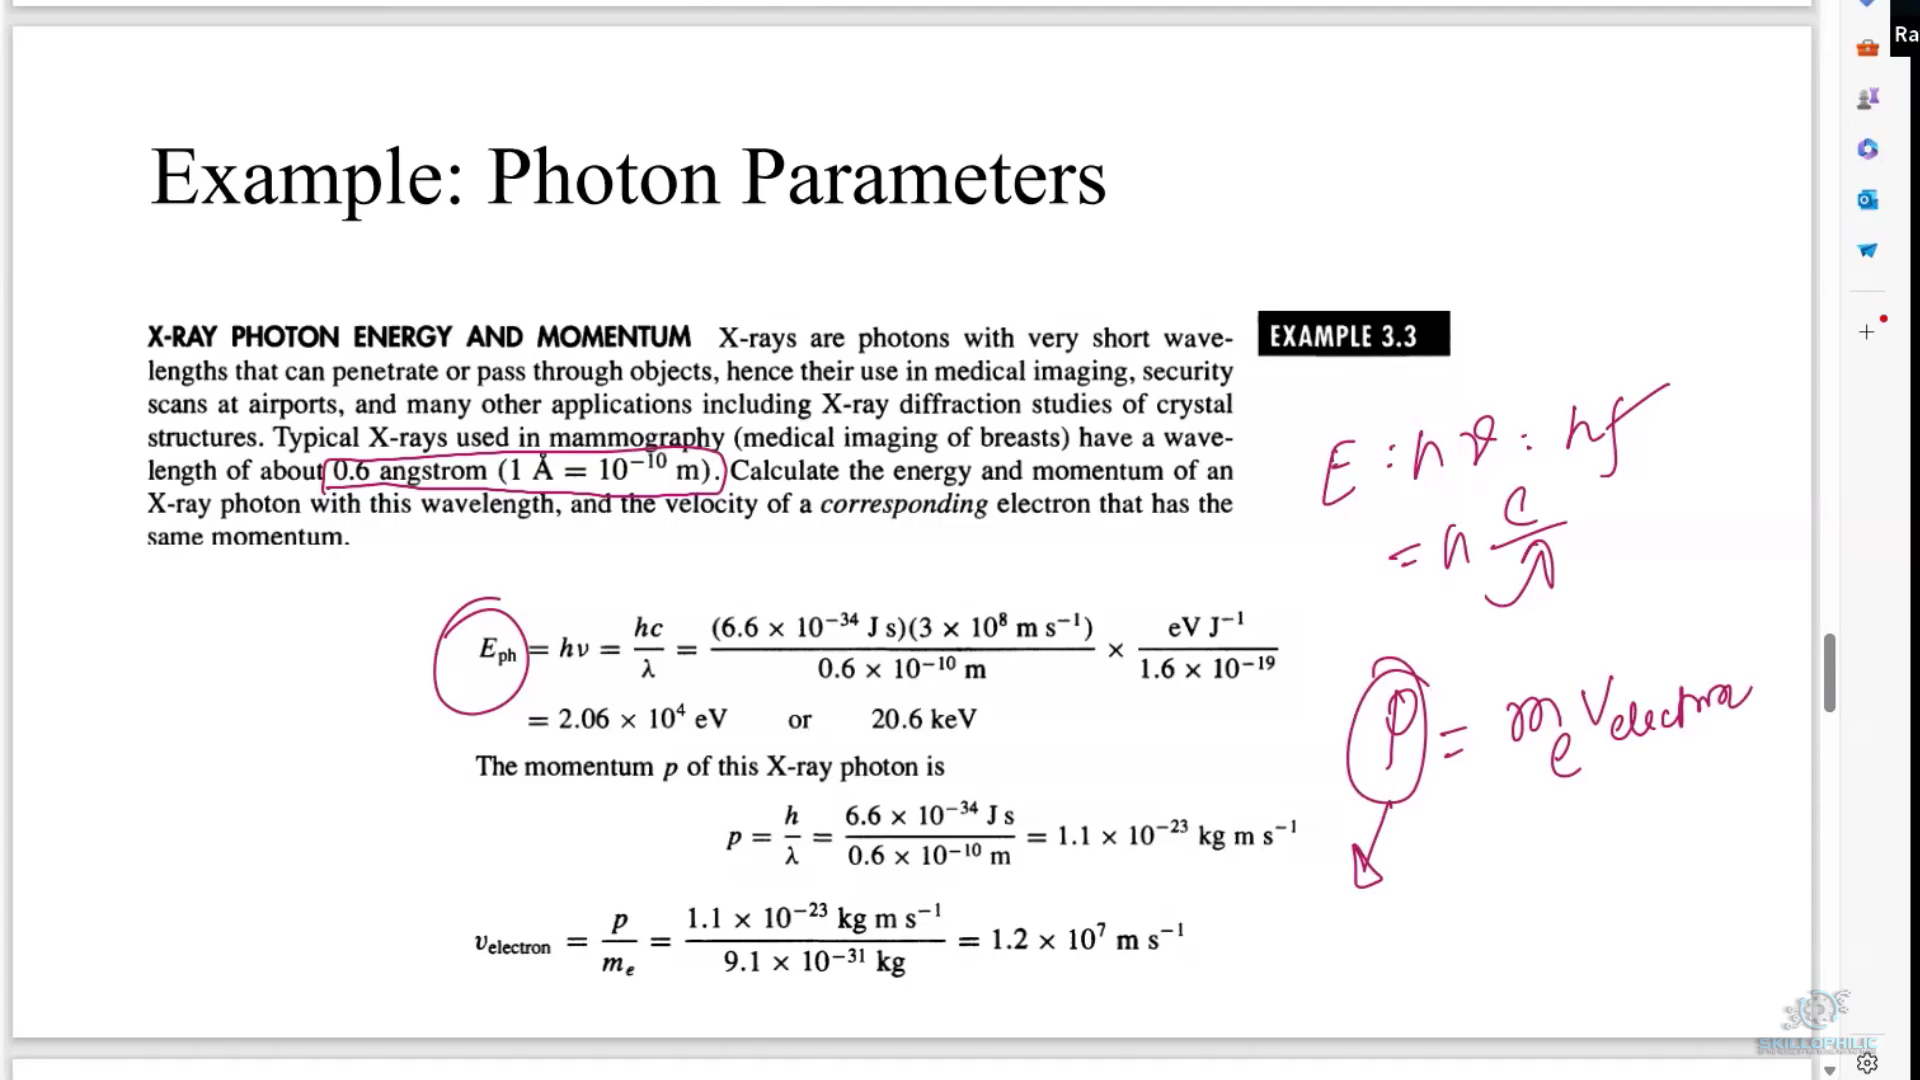 Ra
Example: Photon Parameters
X-RAY PHOTON ENERGY AND MOMENTUM X-rays are photons with very short wave-
lengths that can penetrate or pass through objects, hence their use in medical imaging, security
scans at airports, and many other applications including X-ray diffraction studies of crystal
structures. Typical X-rays used in mammography (medical imaging of breasts) have a wave-
length of about 0.6 angstrom (1 Å = 10⁻¹⁰ m). Calculate the energy and momentum of an
X-ray photon with this wavelength, and the velocity of a corresponding electron that has the
same momentum.
EXAMPLE 3.3
E : hν : hf
= h c/λ
E_ph = hν = hc/λ = (6.6 × 10⁻³⁴ J s)(3 × 10⁸ m s⁻¹)/0.6 × 10⁻¹⁰ m × eV J⁻¹/1.6 × 10⁻¹⁹
= 2.06 × 10⁴ eV or 20.6 keV
P = m_e V_electron
The momentum p of this X-ray photon is
p = h/λ = 6.6 × 10⁻³⁴ J s/0.6 × 10⁻¹⁰ m = 1.1 × 10⁻²³ kg m s⁻¹
v_electron = p/m_e = 1.1 × 10⁻²³ kg m s⁻¹/9.1 × 10⁻³¹ kg = 1.2 × 10⁷ m s⁻¹
SKILLOPHILIC